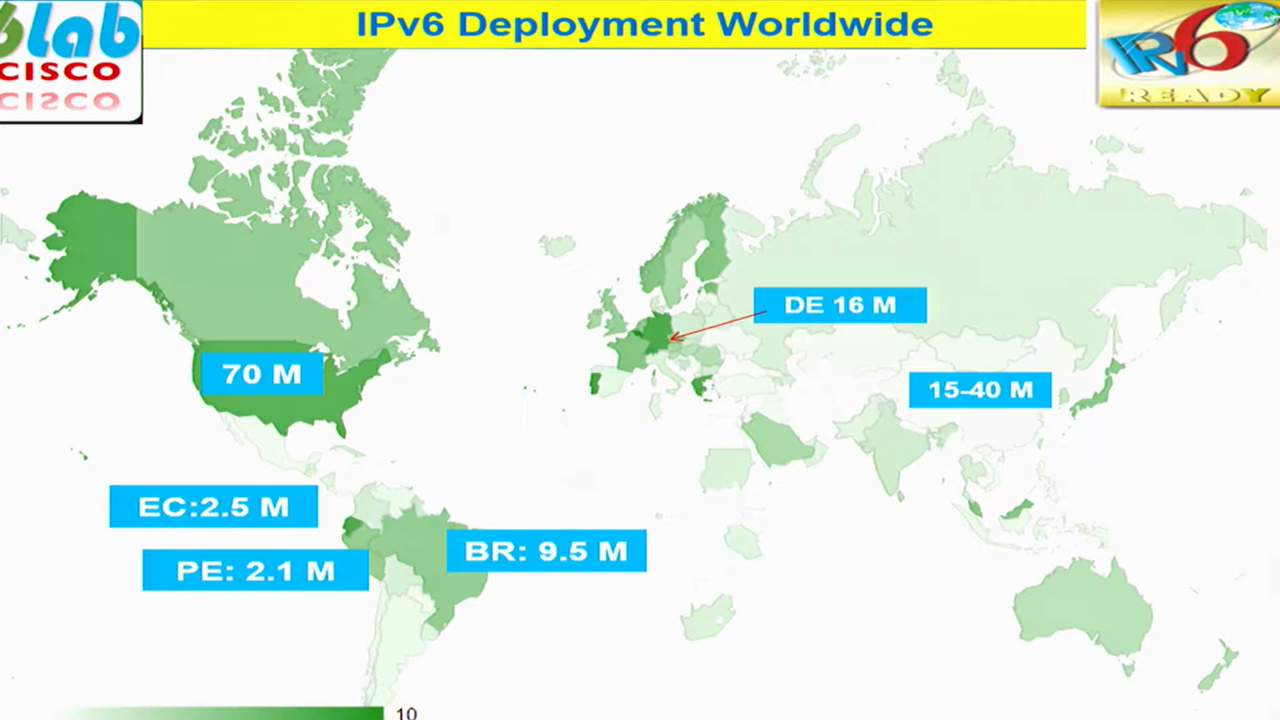 IPv6 Deployment Worldwide
6lab
CISCO
IPv6
READY
DE 16 M
70 M
15-40 M
EC:2.5 M
BR: 9.5 M
PE: 2.1 M
10